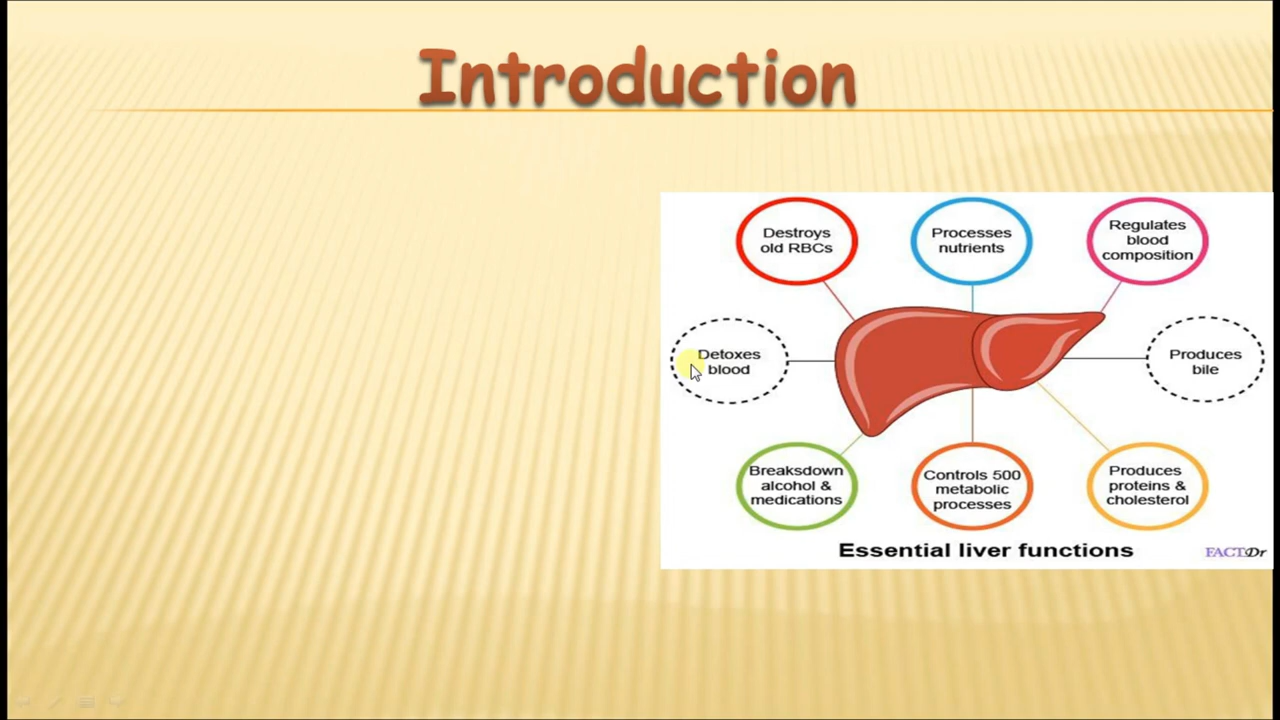 Introduction
Destroys
old RBCs
Processes
nutrients
Regulates
blood
composition
Detoxes
blood
Produces
bile
Breaksdown
alcohol &
medications
Controls 500
metabolic
processes
Produces
proteins &
cholesterol
Essential liver functions
FACTDr